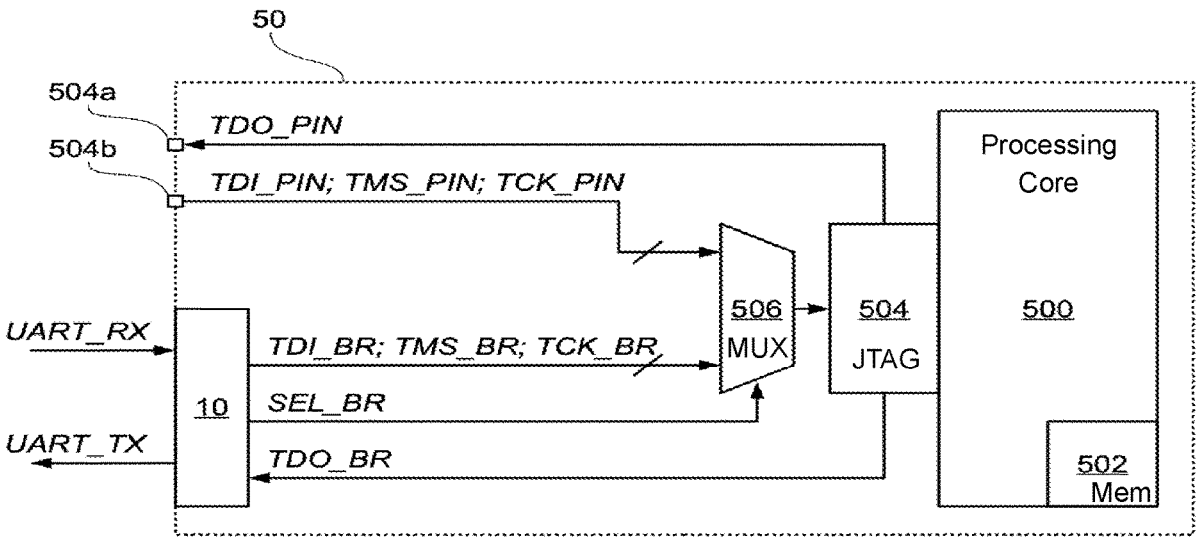 50
504a
504b
TDO_PIN
TDI_PIN; TMS_PIN; TCK_PIN
Processing
Core
UART_RX
TDI_BR; TMS_BR; TCK_BR
506
MUX
504
JTAG
500
10
SEL_BR
UART_TX
TDO_BR
502
Mem